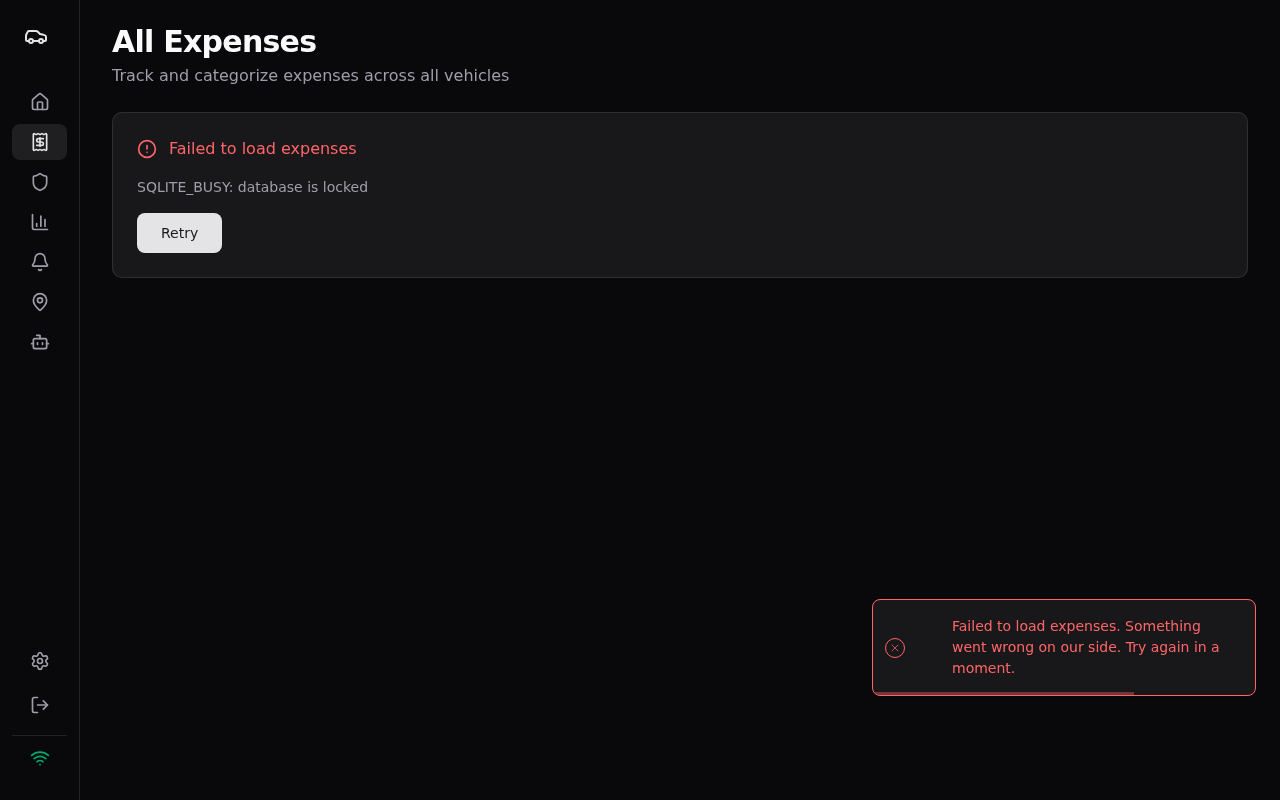 All Expenses
Track and categorize expenses across all vehicles
Failed to load expenses
SQLITE_BUSY: database is locked
Retry
Failed to load expenses. Something
went wrong on our side. Try again in a
moment.